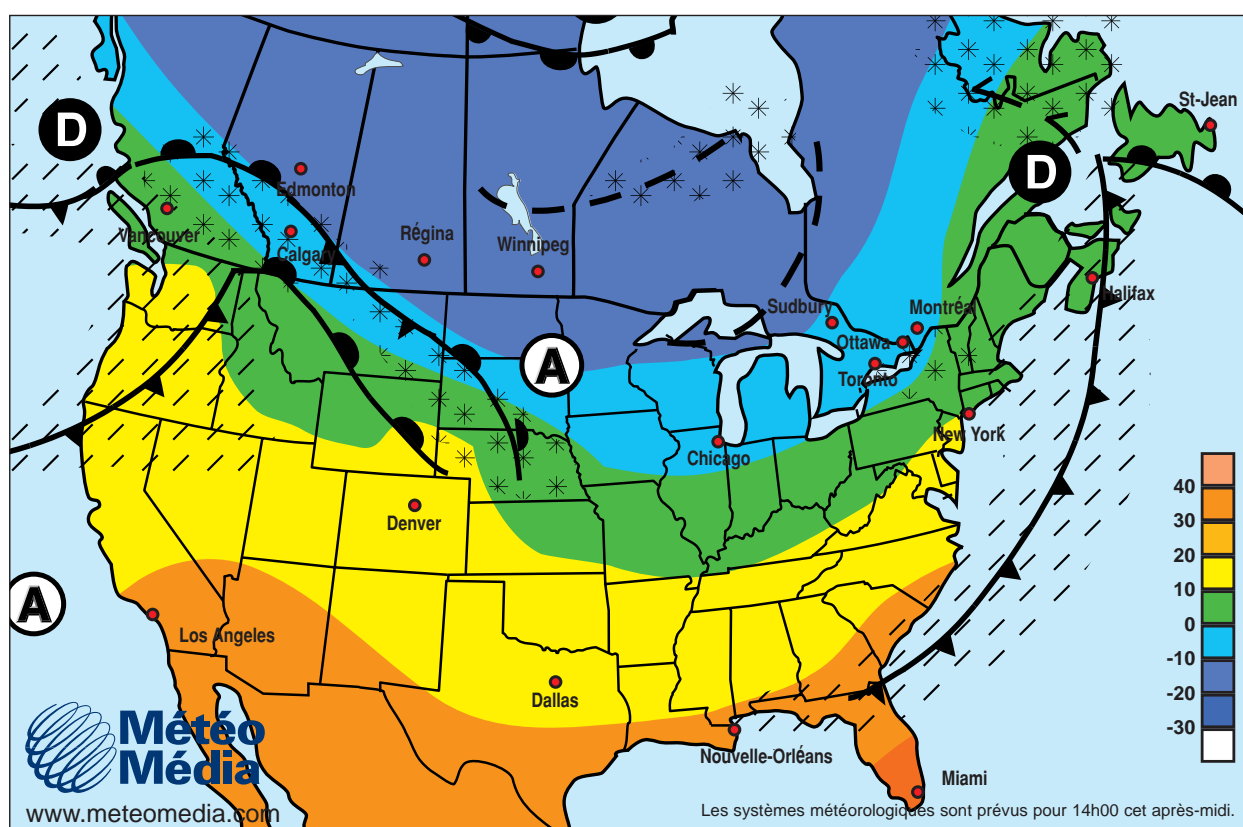 D
St-Jean
D
Edmonton
Vancouver
Calgary
Régina
Winnipeg
Halifax
Sudbury
Montréal
Ottawa
A
Toronto
New York
Chicago
Denver
40
30
20
10
0
-10
-20
-30
A
Los Angeles
Dallas
Nouvelle-Orléans
Miami
Météo
Média
www.meteomedia.com
Les systèmes météorologiques sont prévus pour 14h00 cet après-midi.